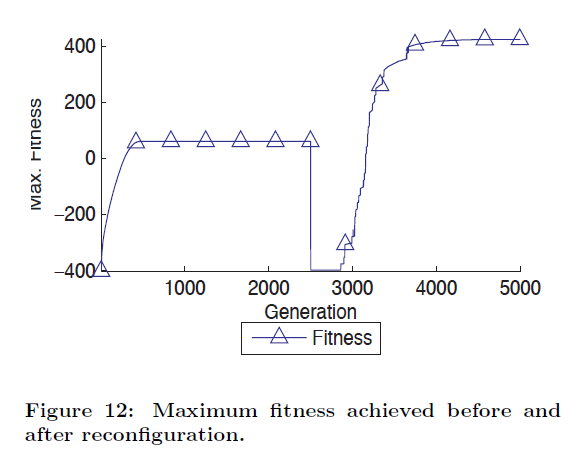 400
200
0
−200
−400
Max. Fitness
1000
2000
3000
4000
5000
Generation
Fitness
Figure 12: Maximum fitness achieved before and
after reconfiguration.